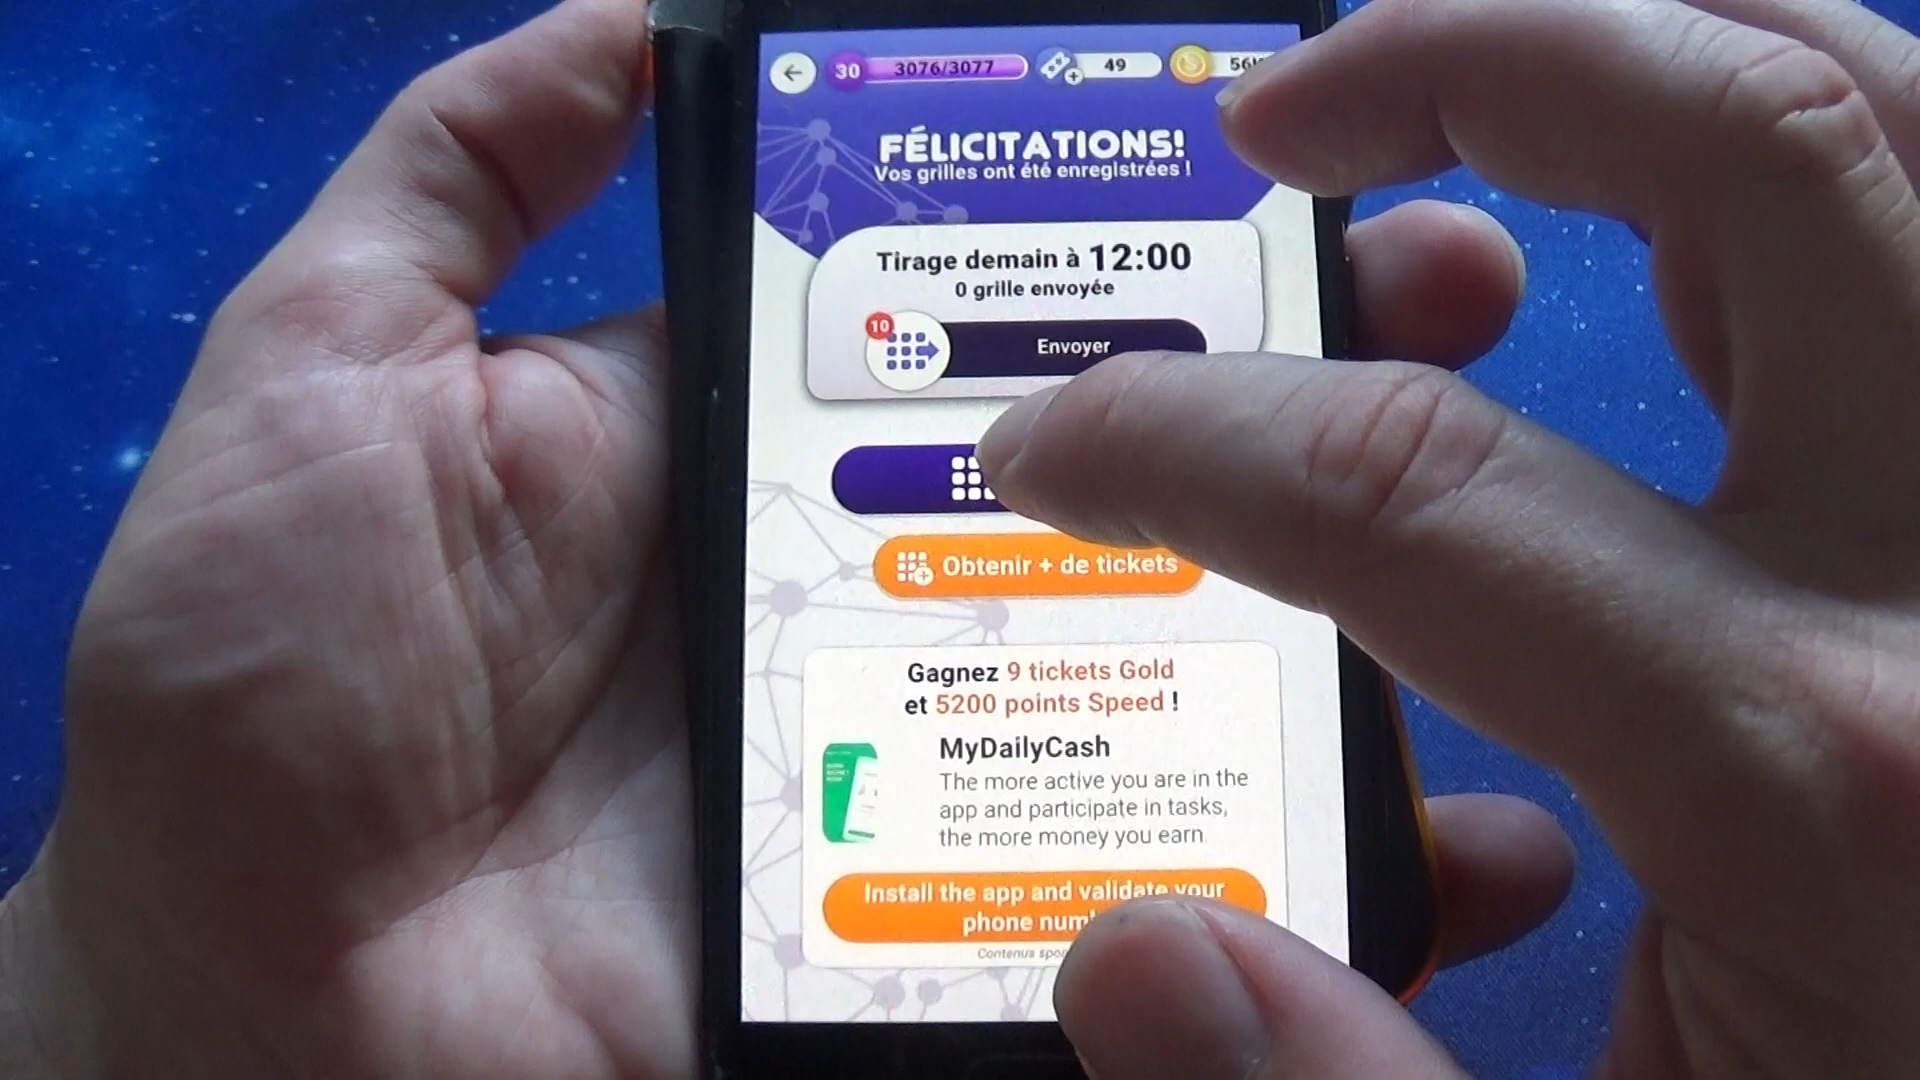 30 3076/3077 49
FÉLICITATIONS!
Vos grilles ont été enregistrées !
Tirage demain à 12:00
0 grille envoyée
10
Envoyer
Obtenir + de tickets
Gagnez 9 tickets Gold
et 5200 points Speed !
MyDailyCash
The more active you are in the
app and participate in tasks,
the more money you earn
Install the app and validate your
phone
Contenus